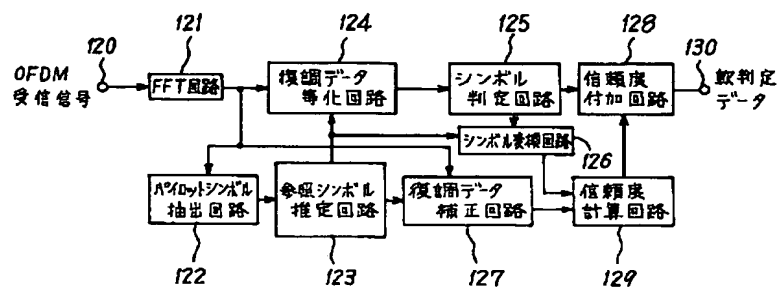 120
OFDM
受信信号
121
FFT回路
124
復調データ
等化回路
125
シンボル
判定回路
128
信頼度
付加回路
130
軟判定
データ
シンボル変換回路
126
パイロットシンボル
抽出回路
122
参照シンボル
推定回路
123
復調データ
補正回路
127
信頼度
計算回路
129